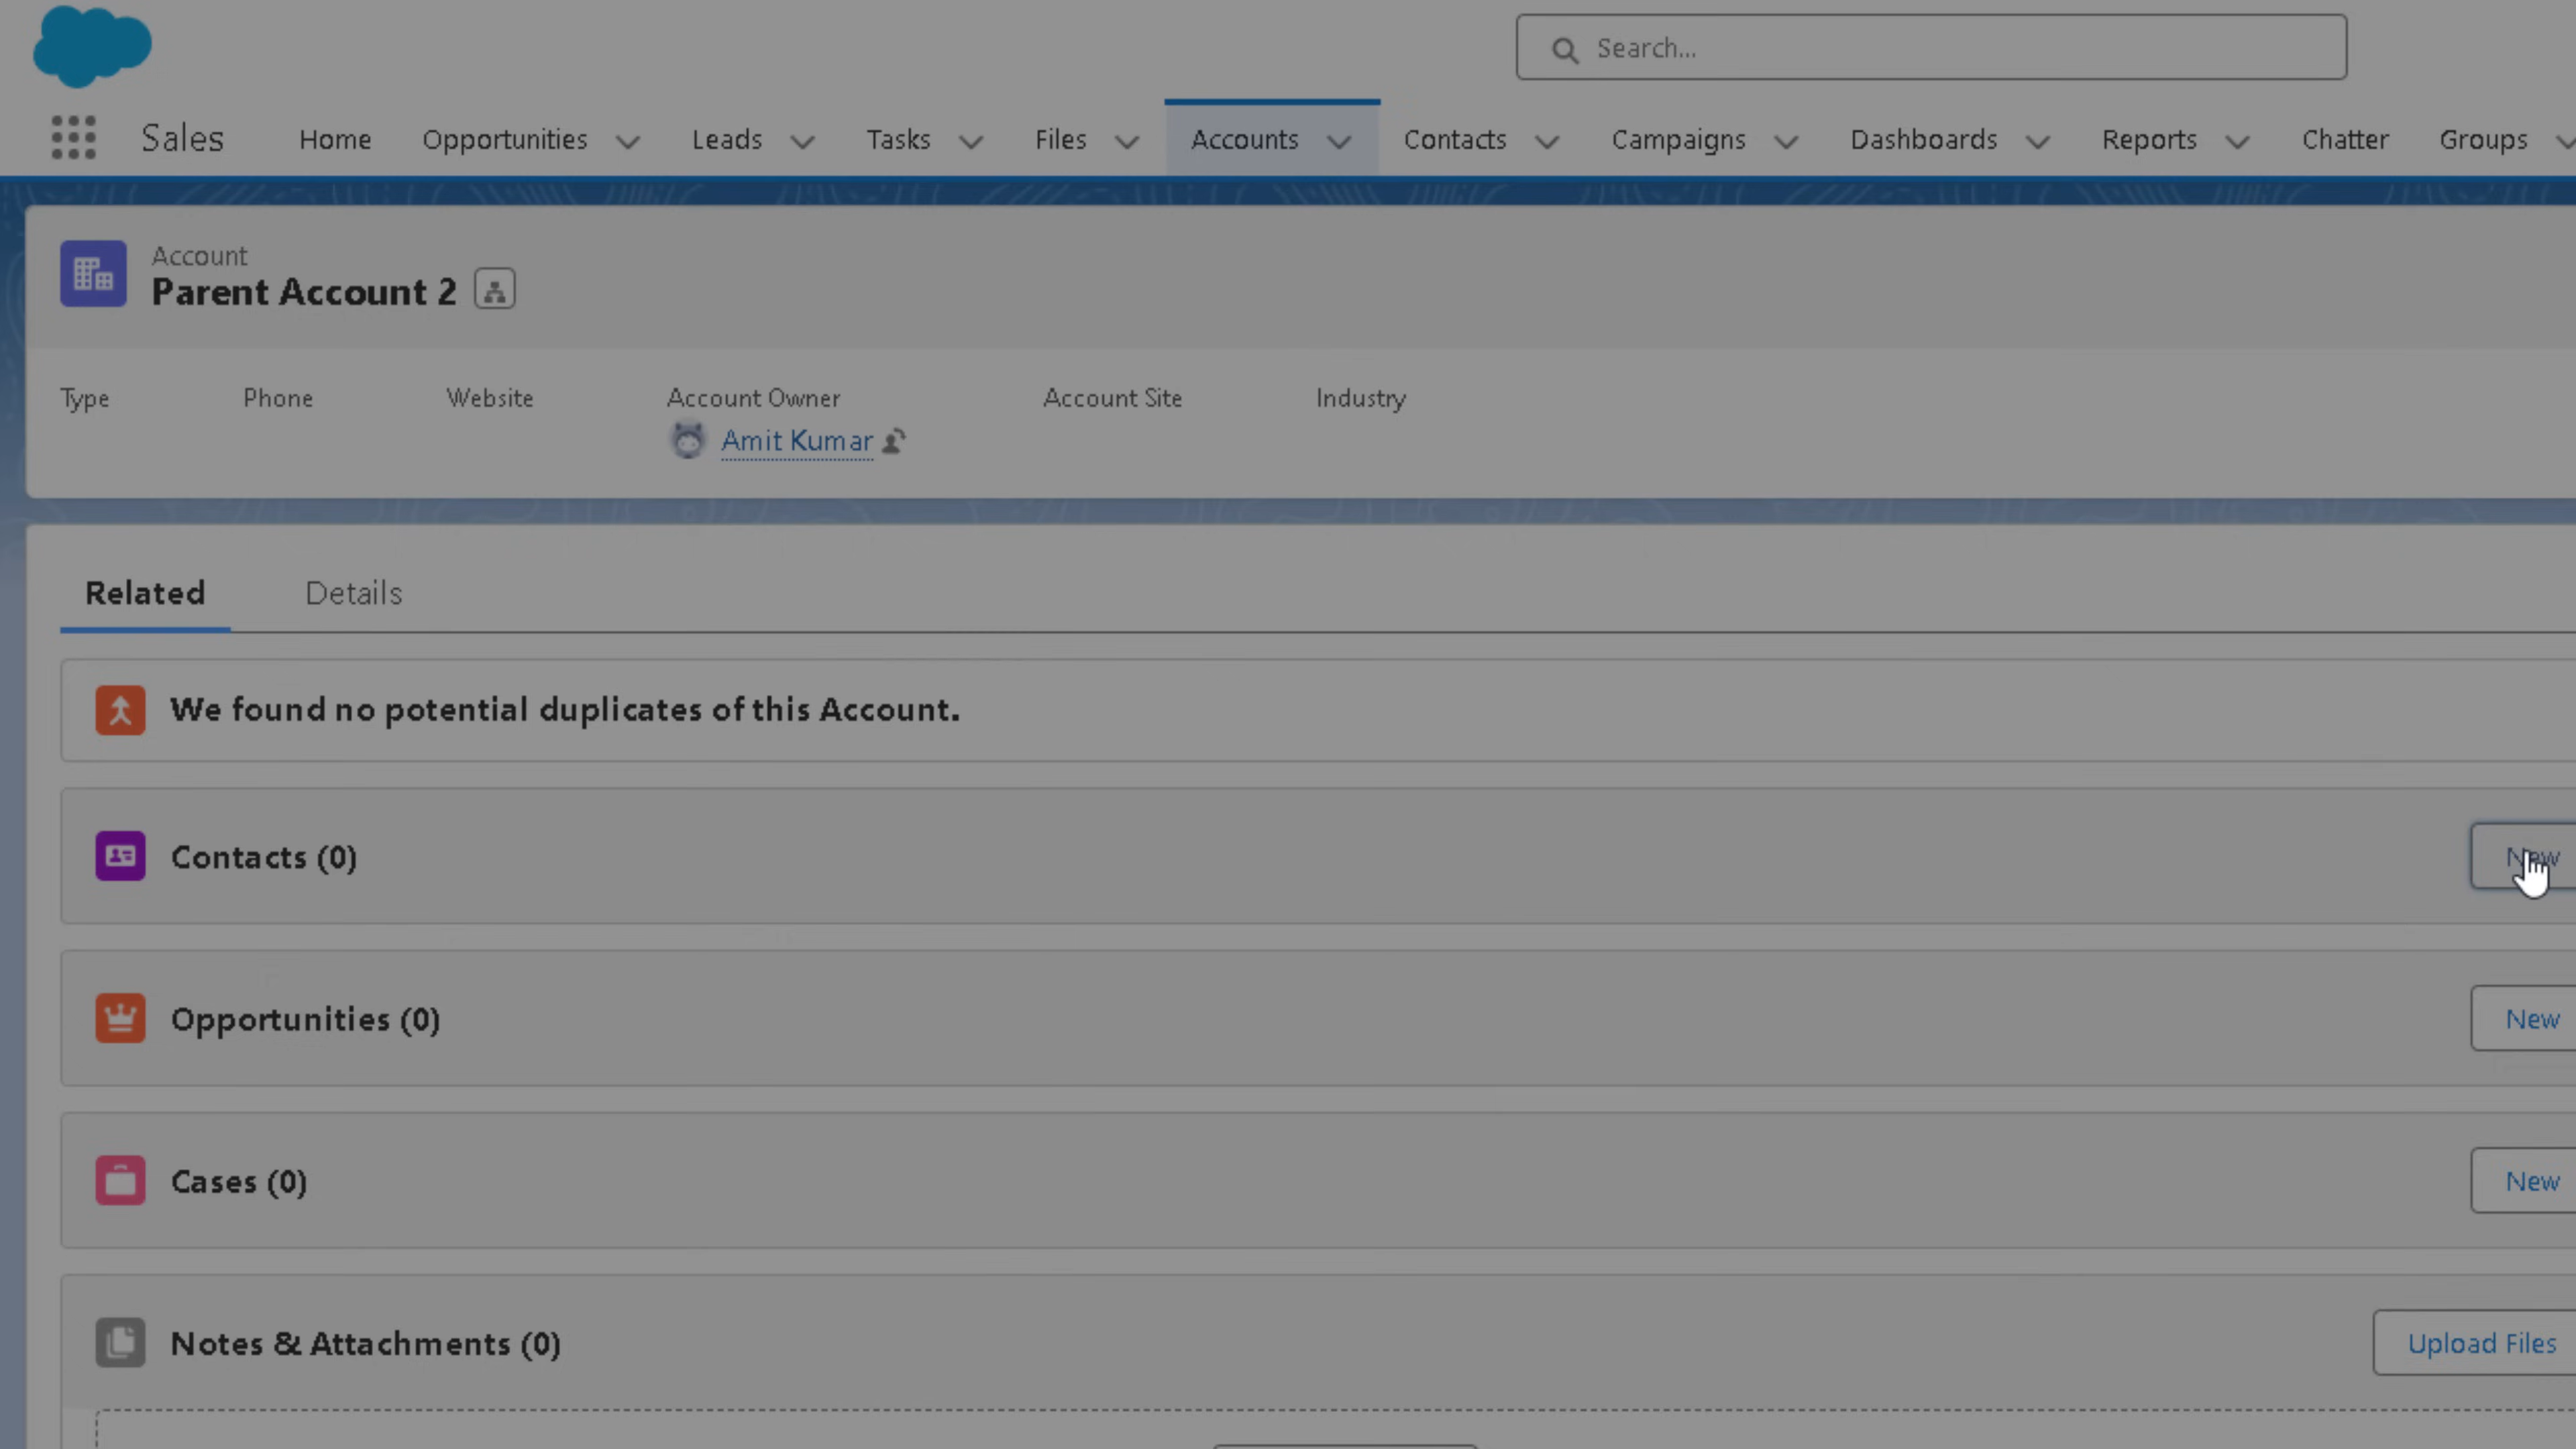 Search...
Sales Home Opportunities Leads Tasks Files Accounts Contacts Campaigns Dashboards Reports Chatter Groups
Account
Parent Account 2
Type Phone Website Account Owner Account Site Industry
Amit Kumar
Related Details
We found no potential duplicates of this Account.
Contacts (0) New
Opportunities (0) New
Cases (0) New
Notes & Attachments (0) Upload Files